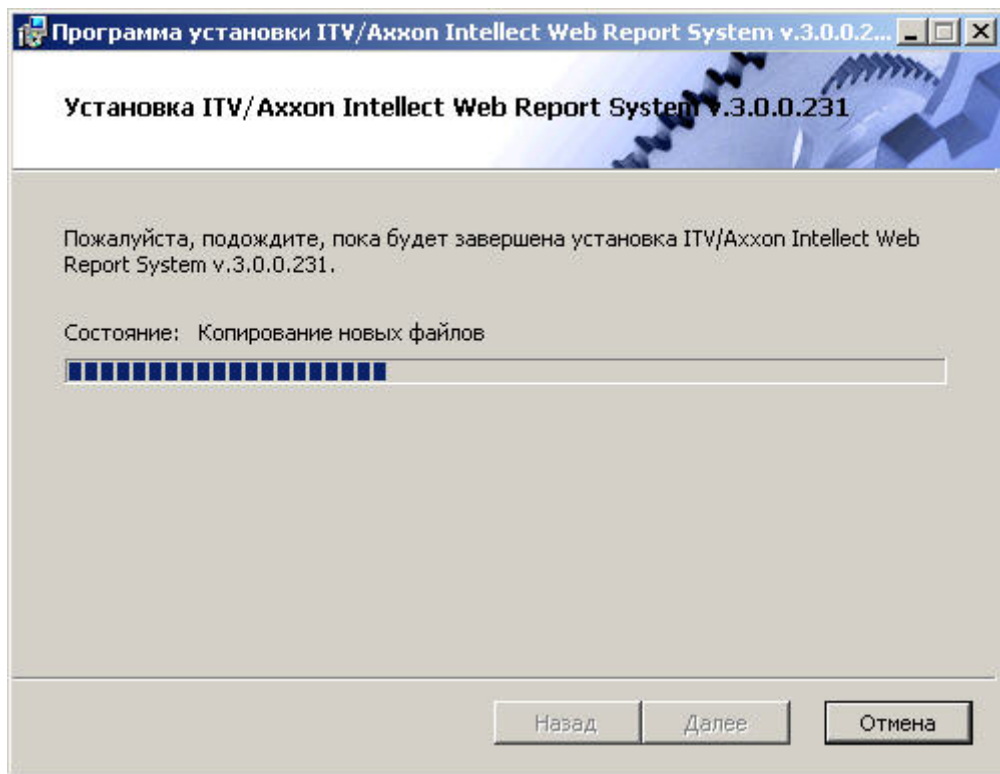 Программа установки ITV/Axxon Intellect Web Report System v.3.0.0.2...
Установка ITV/Axxon Intellect Web Report System v.3.0.0.231
Пожалуйста, подождите, пока будет завершена установка ITV/Axxon Intellect Web
Report System v.3.0.0.231.
Состояние: Копирование новых файлов
Назад Далее Отмена